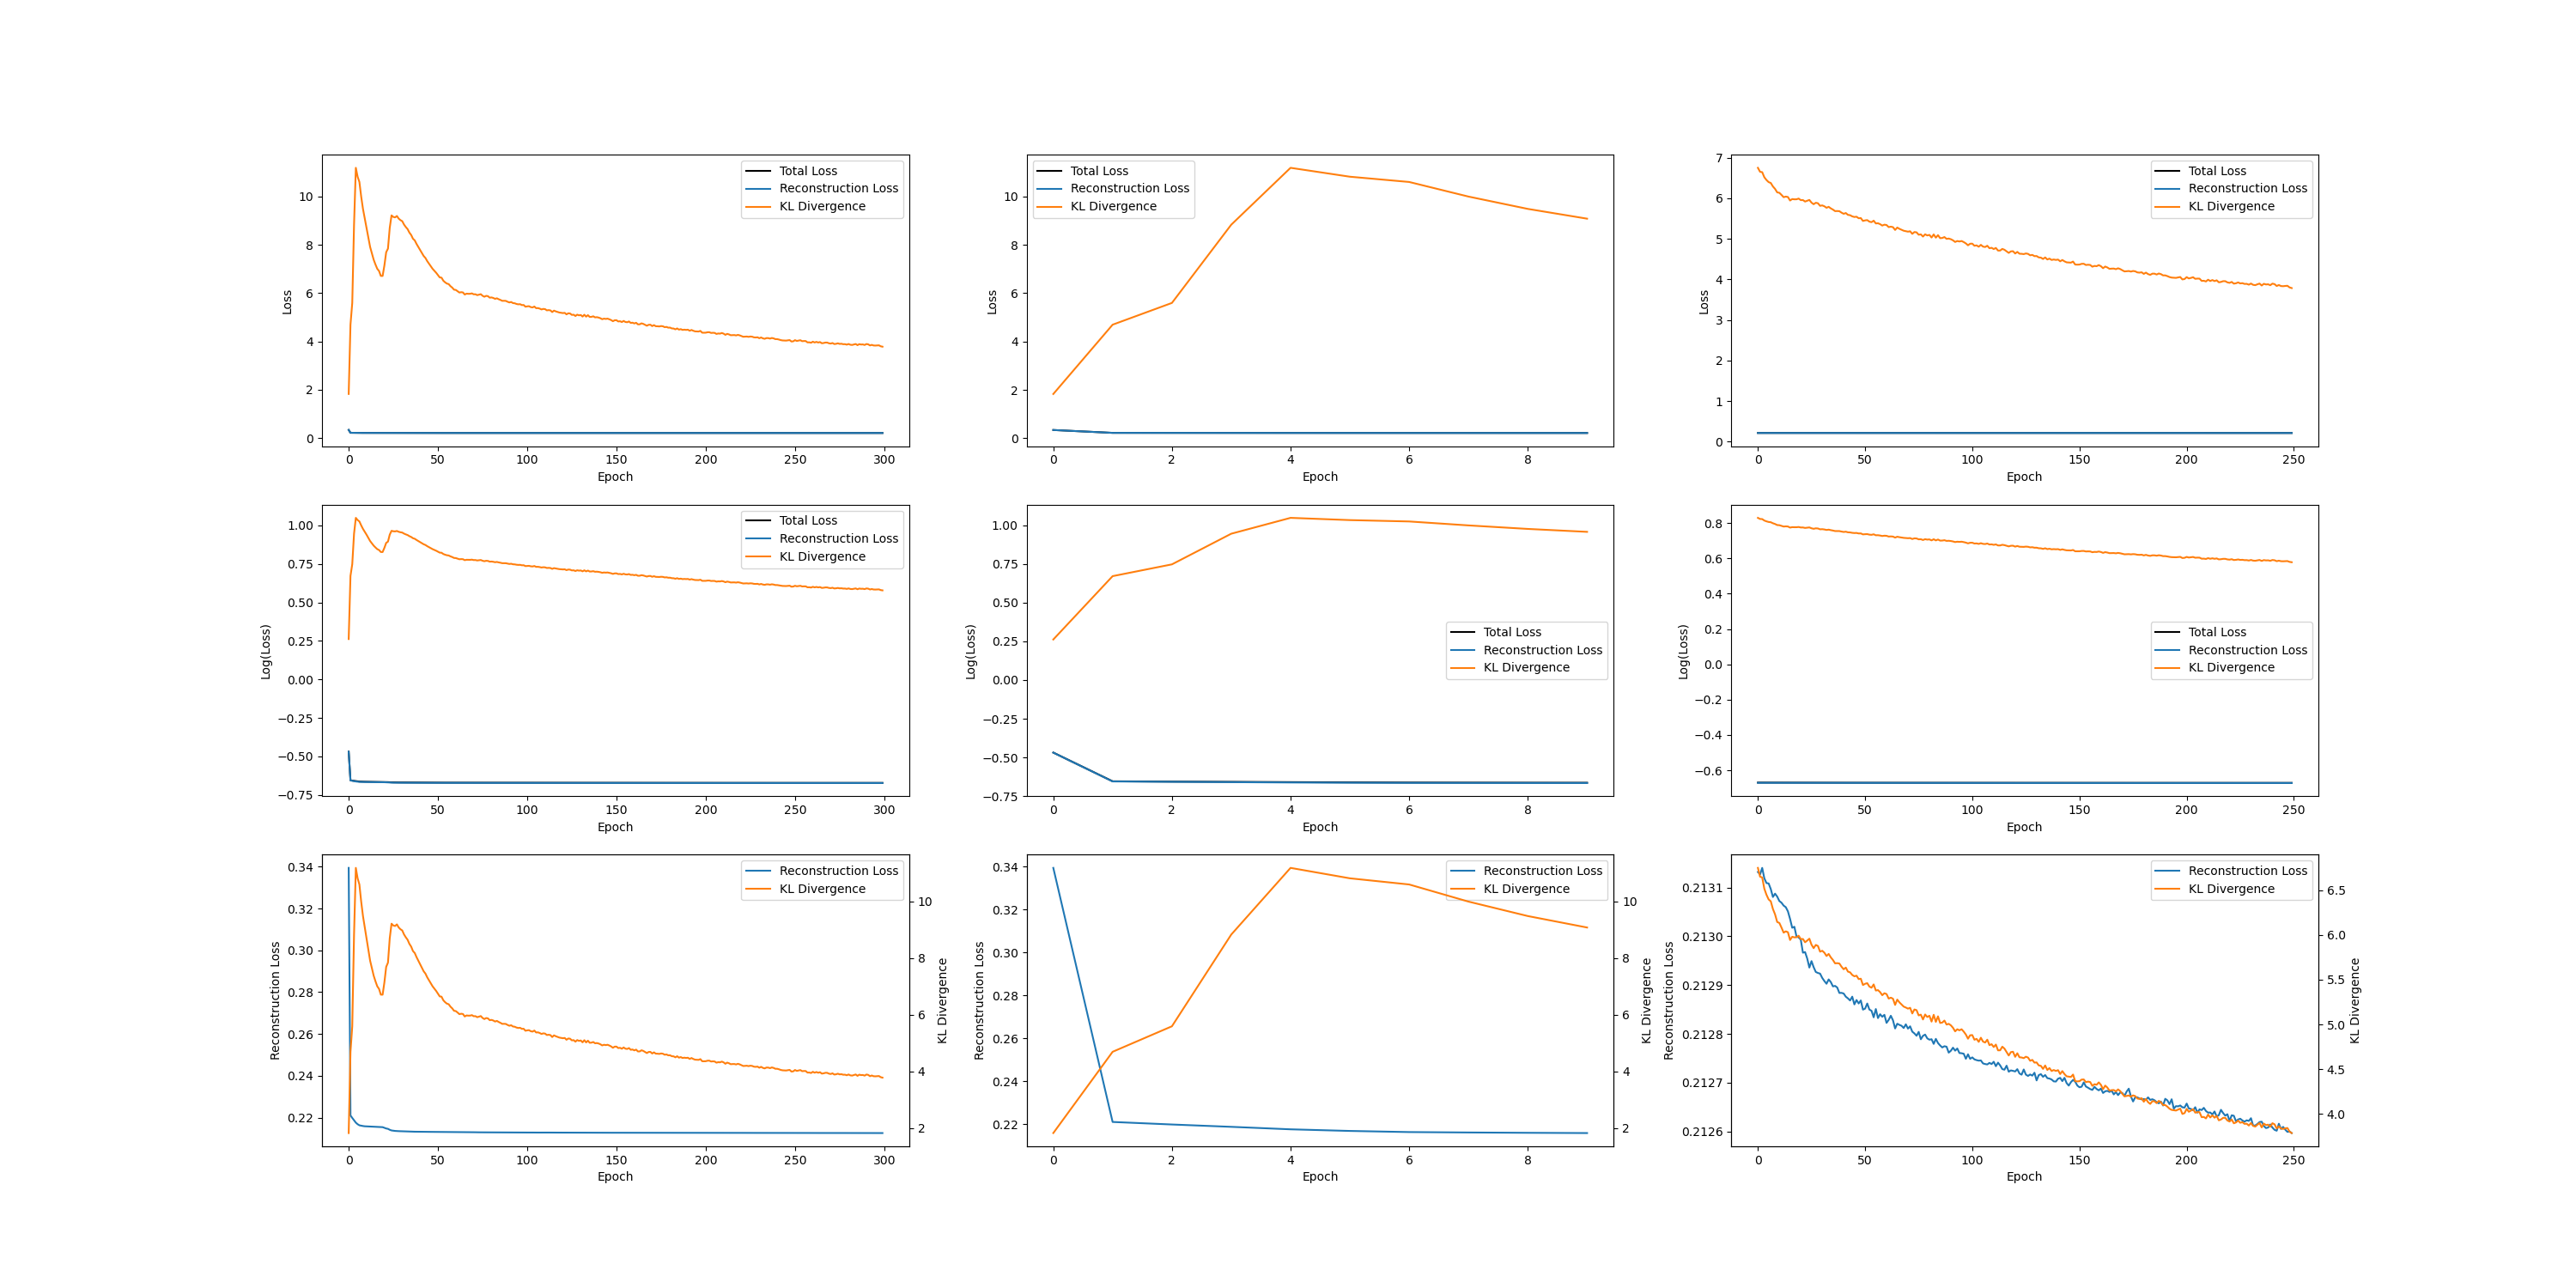 Total Loss
Reconstruction Loss
KL Divergence
10
8
6
4
2
0
Loss
0 50 100 150 200 250 300
Epoch
Total Loss
Reconstruction Loss
KL Divergence
10
8
6
4
2
0
Loss
0 2 4 6 8
Epoch
Total Loss
Reconstruction Loss
KL Divergence
7
6
5
4
3
2
1
0
Loss
0 50 100 150 200 250
Epoch
Total Loss
Reconstruction Loss
KL Divergence
1.00
0.75
0.50
0.25
0.00
−0.25
−0.50
−0.75
Log(Loss)
0 50 100 150 200 250 300
Epoch
1.00
0.75
0.50
0.25
0.00
−0.25
−0.50
−0.75
Log(Loss)
Total Loss
Reconstruction Loss
KL Divergence
0 2 4 6 8
Epoch
0.8
0.6
0.4
0.2
0.0
−0.2
−0.4
−0.6
Log(Loss)
Total Loss
Reconstruction Loss
KL Divergence
0 50 100 150 200 250
Epoch
Reconstruction Loss
KL Divergence
0.34
0.32
0.30
0.28
0.26
0.24
0.22
Reconstruction Loss
10
8
6
4
2
KL Divergence
0 50 100 150 200 250 300
Epoch
Reconstruction Loss
KL Divergence
0.34
0.32
0.30
0.28
0.26
0.24
0.22
Reconstruction Loss
10
8
6
4
2
KL Divergence
0 2 4 6 8
Epoch
Reconstruction Loss
KL Divergence
0.2131
0.2130
0.2129
0.2128
0.2127
0.2126
Reconstruction Loss
6.5
6.0
5.5
5.0
4.5
4.0
KL Divergence
0 50 100 150 200 250
Epoch